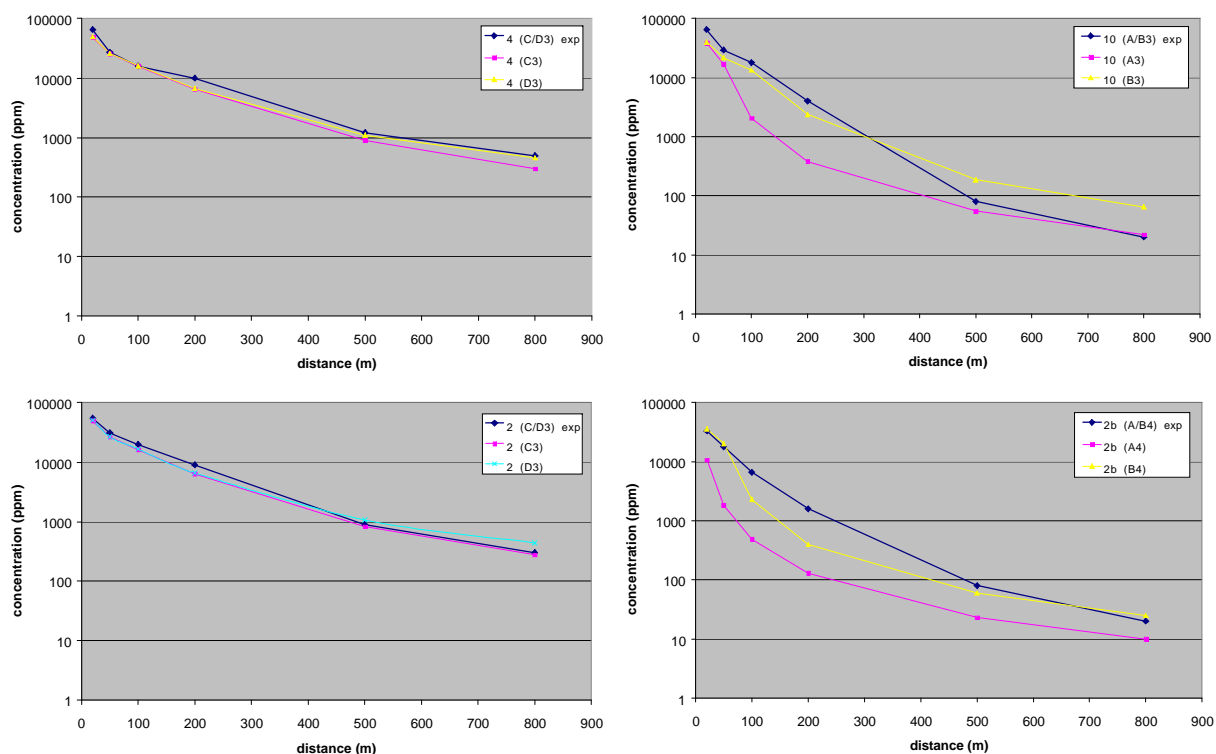 100000
10000
1000
100
10
1
concentration (ppm)
0 100 200 300 400 500 600 700 800 900
distance (m)
4 (C/D3) exp
4 (C3)
4 (D3)
100000
10000
1000
100
10
1
concentration (ppm)
0 100 200 300 400 500 600 700 800 900
distance (m)
10 (A/B3) exp
10 (A3)
10 (B3)
100000
10000
1000
100
10
1
concentration (ppm)
0 100 200 300 400 500 600 700 800 900
distance (m)
2 (C/D3) exp
2 (C3)
2 (D3)
100000
10000
1000
100
10
1
concentration (ppm)
0 100 200 300 400 500 600 700 800 900
distance (m)
2b (A/B4) exp
2b (A4)
2b (B4)